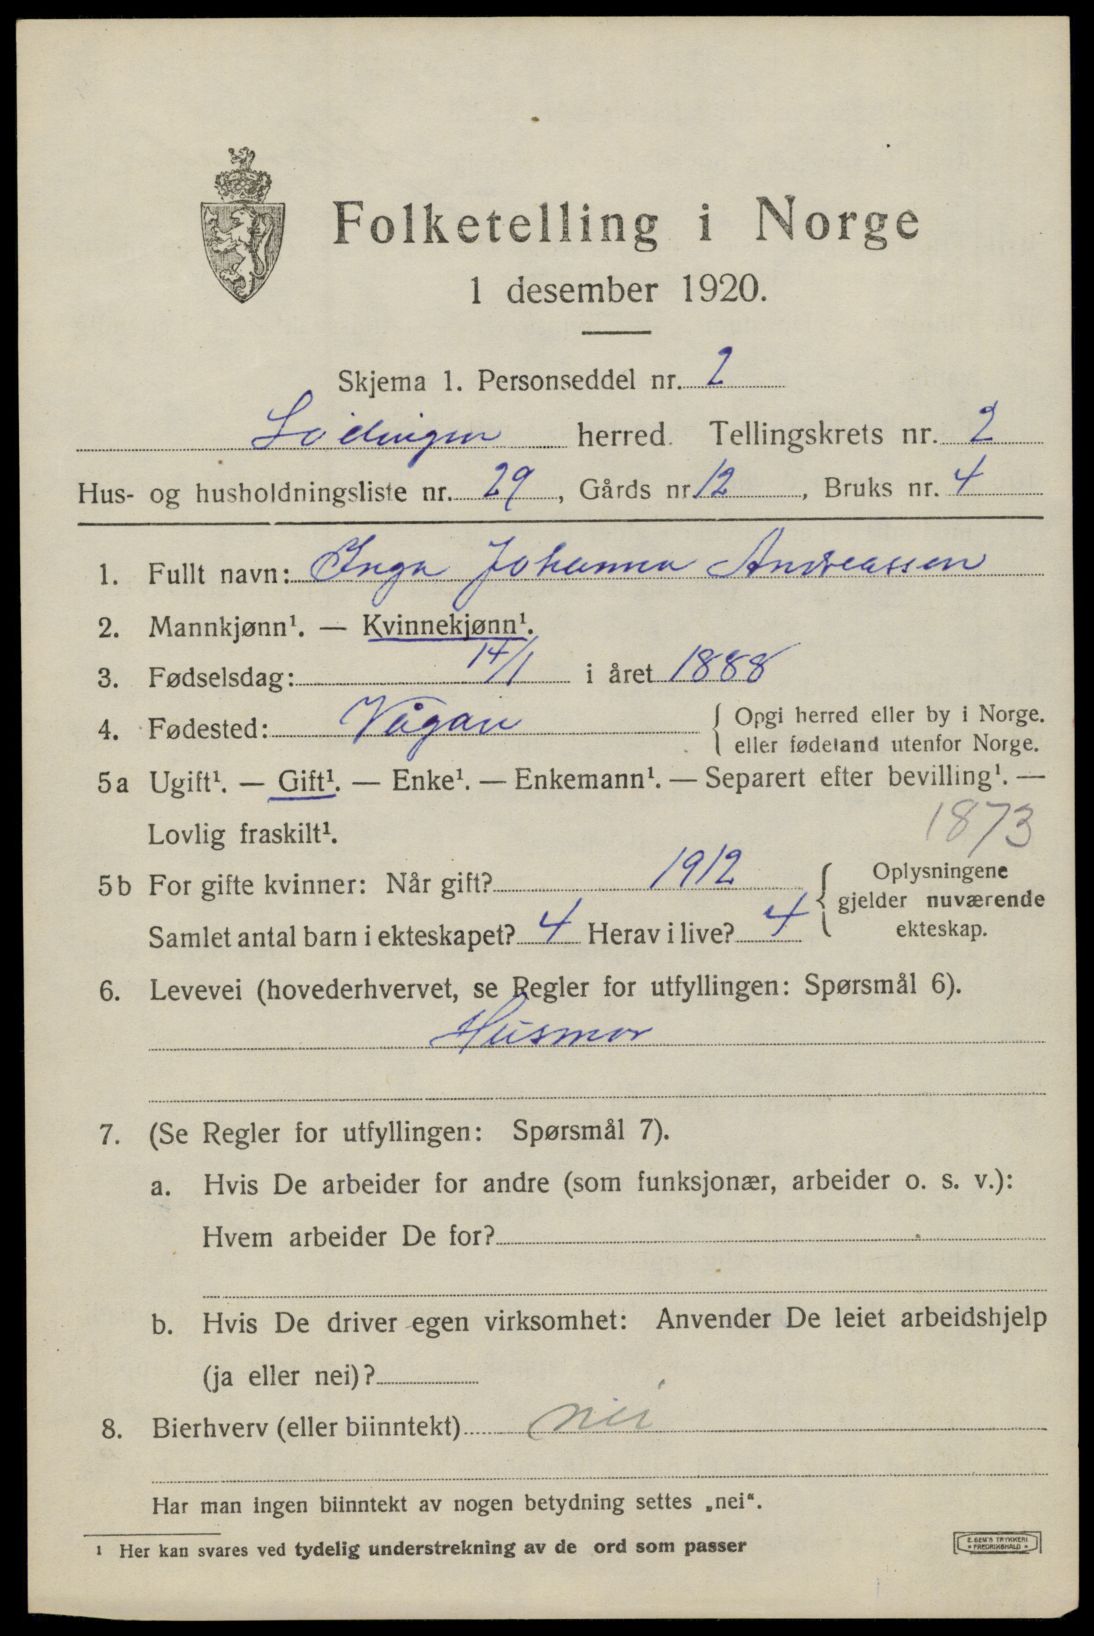 Folketelling i Norge
1 desember 1920.
Skjema 1. Personseddel nr. 2
Lødingen herred. Tellingskrets nr. 2
Hus- og husholdningsliste nr. 29, Gårds nr. 12, Bruks nr. 4
1. Fullt navn: Inga Johanna Andreassen
2. Mannkjønn¹. — Kvinnekjønn¹.
3. Fødselsdag: 14/1 i året 1888
4. Fødested: Vågan { Opgi herred eller by i Norge.
eller fødeland utenfor Norge.
5a Ugift¹. — Gift¹. — Enke¹. — Enkemann¹. — Separert efter bevilling¹. —
Lovlig fraskilt¹. 1873
5b For gifte kvinner: Når gift? 1912 { Oplysningene
gjelder nuværende
Samlet antal barn i ekteskapet? 4 Herav i live? 4 ekteskap.
6. Levevei (hovederhvervet, se Regler for utfyllingen: Spørsmål 6).
Husmor
7. (Se Regler for utfyllingen: Spørsmål 7).
a. Hvis De arbeider for andre (som funksjonær, arbeider o. s. v.):
Hvem arbeider De for?
b. Hvis De driver egen virksomhet: Anvender De leiet arbeidshjelp
(ja eller nei)?
8. Bierhverv (eller biinntekt) nei
Har man ingen biinntekt av nogen betydning settes „nei“.
¹ Her kan svares ved tydelig understrekning av de ord som passer
E. SEM'S TRYKKERI
• FREDRIKSHALD •